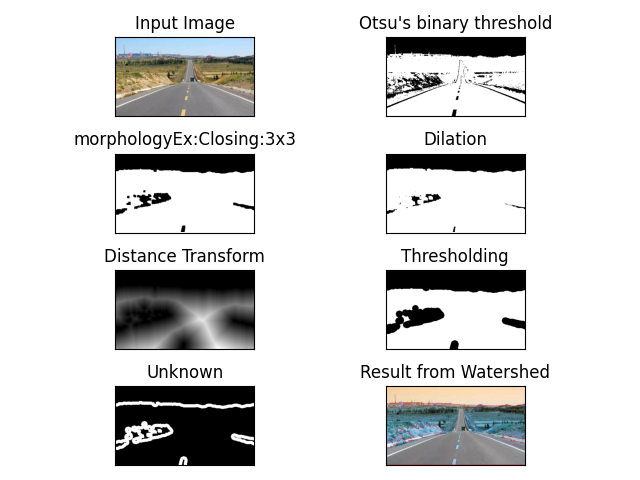 Input Image
Otsu's binary threshold
morphologyEx:Closing:3x3
Dilation
Distance Transform
Thresholding
Unknown
Result from Watershed